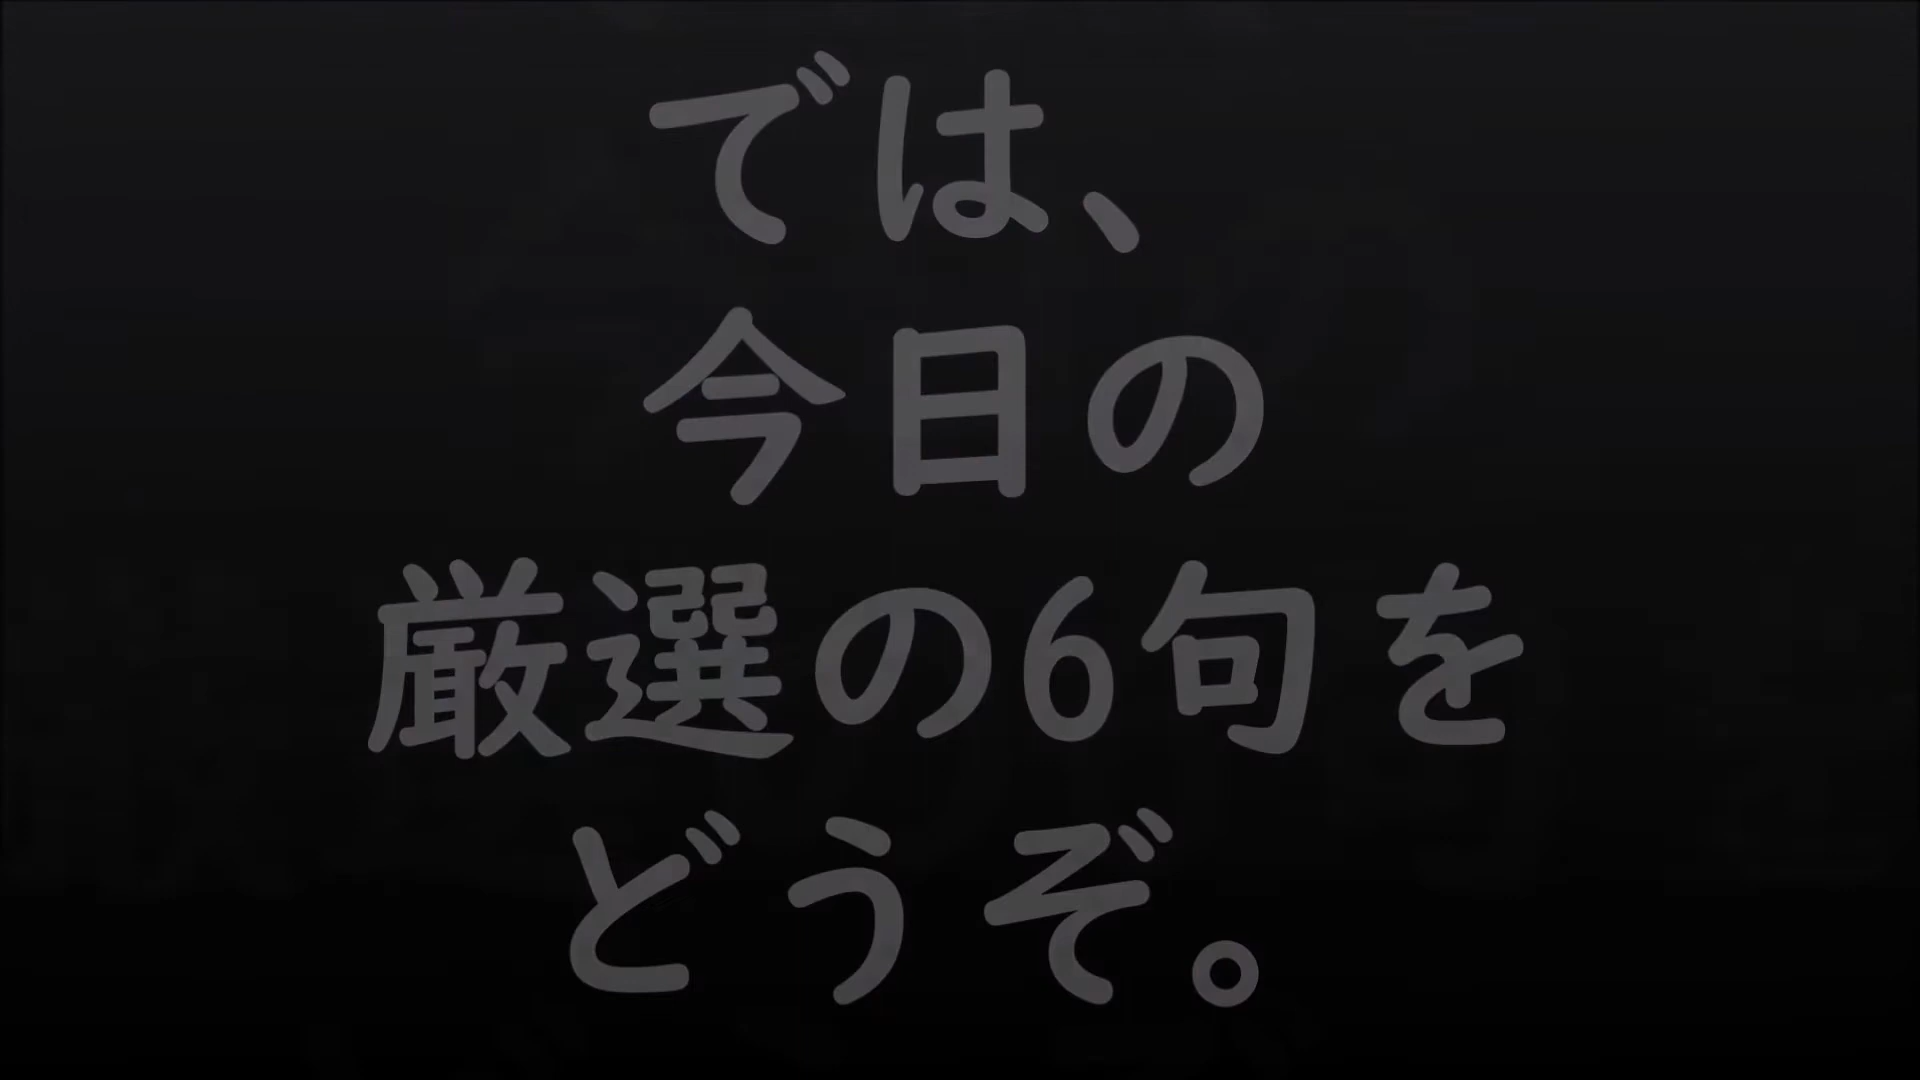 では、
今日の
厳選の6句を
どうぞ。